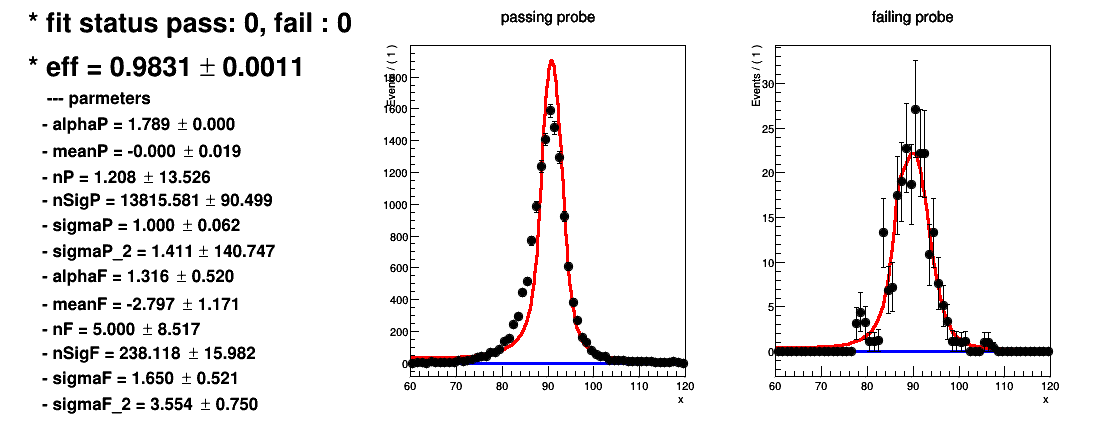 * fit status pass: 0, fail : 0
* eff = 0.9831 ± 0.0011
--- parmeters
- alphaP = 1.789 ± 0.000
- meanP = -0.000 ± 0.019
- nP = 1.208 ± 13.526
- nSigP = 13815.581 ± 90.499
- sigmaP = 1.000 ± 0.062
- sigmaP_2 = 1.411 ± 140.747
- alphaF = 1.316 ± 0.520
- meanF = -2.797 ± 1.171
- nF = 5.000 ± 8.517
- nSigF = 238.118 ± 15.982
- sigmaF = 1.650 ± 0.521
- sigmaF_2 = 3.554 ± 0.750
passing probe
Events / ( 1 )
1800
1600
1400
1200
1000
800
600
400
200
0
60 70 80 90 100 110 120
x
failing probe
Events / ( 1 )
30
25
20
15
10
5
0
60 70 80 90 100 110 120
x